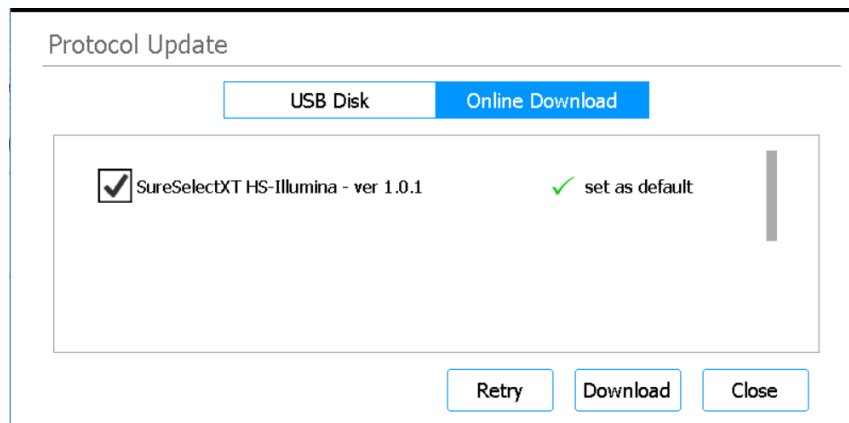 Protocol Update
USB Disk Online Download
SureSelectXT HS-Illumina - ver 1.0.1 set as default
Retry Download Close